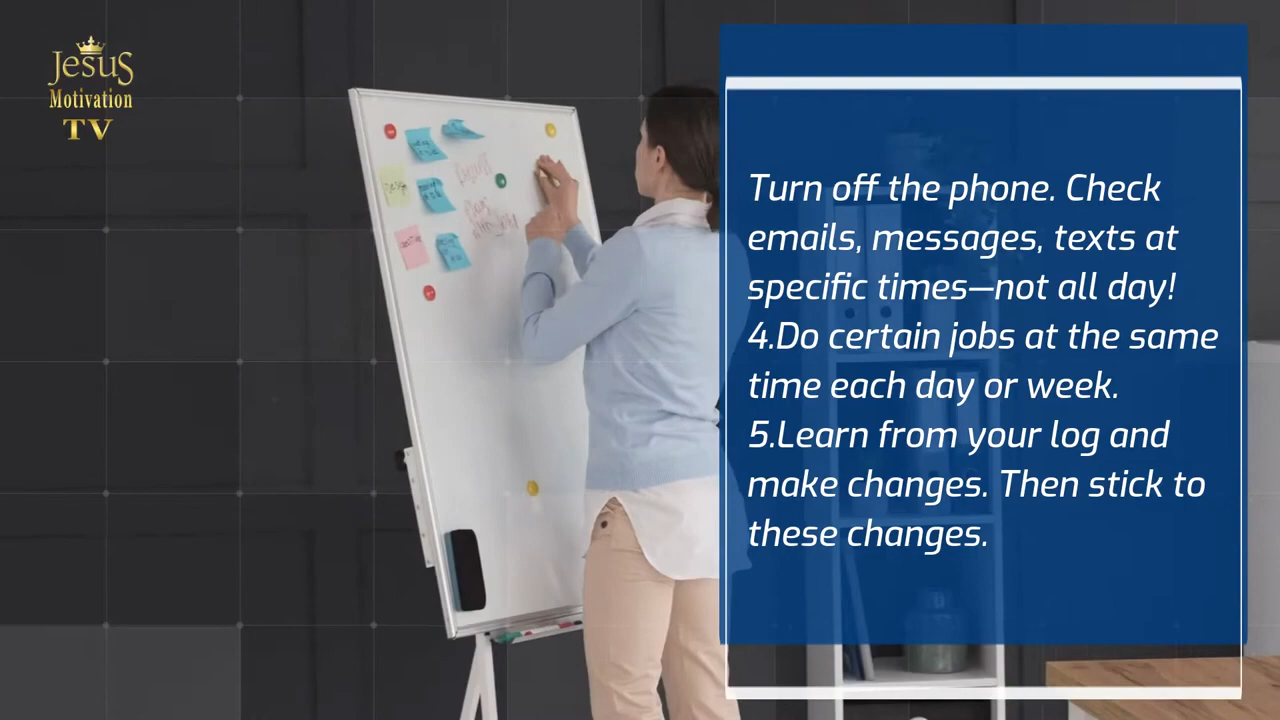 Jesus
Motivation
TV
Turn off the phone. Check
emails, messages, texts at
specific times—not all day!
4.Do certain jobs at the same
time each day or week.
5.Learn from your log and
make changes. Then stick to
these changes.